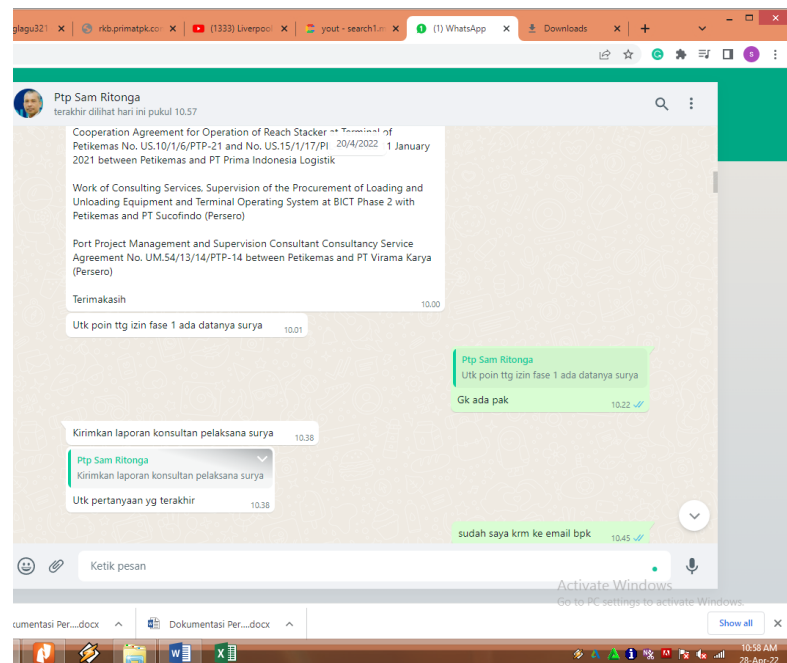 glagu321
rkb.primatpk.cor
(1333) Liverpool
yout - search1.m
(1) WhatsApp
Downloads
Ptp Sam Ritonga
terakhir dilihat hari ini pukul 10.57
Cooperation Agreement for Operation of Reach Stacker at Terminal of
Petikemas No. US.10/1/6/PTP-21 and No. US.15/1/17/PI 20/4/2022 1 January
2021 between Petikemas and PT Prima Indonesia Logistik
Work of Consulting Services, Supervision of the Procurement of Loading and
Unloading Equipment and Terminal Operating System at BICT Phase 2 with
Petikemas and PT Sucofindo (Persero)
Port Project Management and Supervision Consultant Consultancy Service
Agreement No. UM.54/13/14/PTP-14 between Petikemas and PT Virama Karya
(Persero)
Terimakasih
10.00
Utk poin ttg izin fase 1 ada datanya surya 10.01
Ptp Sam Ritonga
Utk poin ttg izin fase 1 ada datanya surya
Gk ada pak 10.22
Kirimkan laporan konsultan pelaksana surya 10.38
Ptp Sam Ritonga
Kirimkan laporan konsultan pelaksana surya
Utk pertanyaan yg terakhir 10.38
sudah saya krm ke email bpk 10.45
Ketik pesan
Activate Windows
Go to PC settings to activate Windows.
kumentasi Per....docx
Dokumentasi Per....docx
Show all
10:58 AM
28-Apr-22